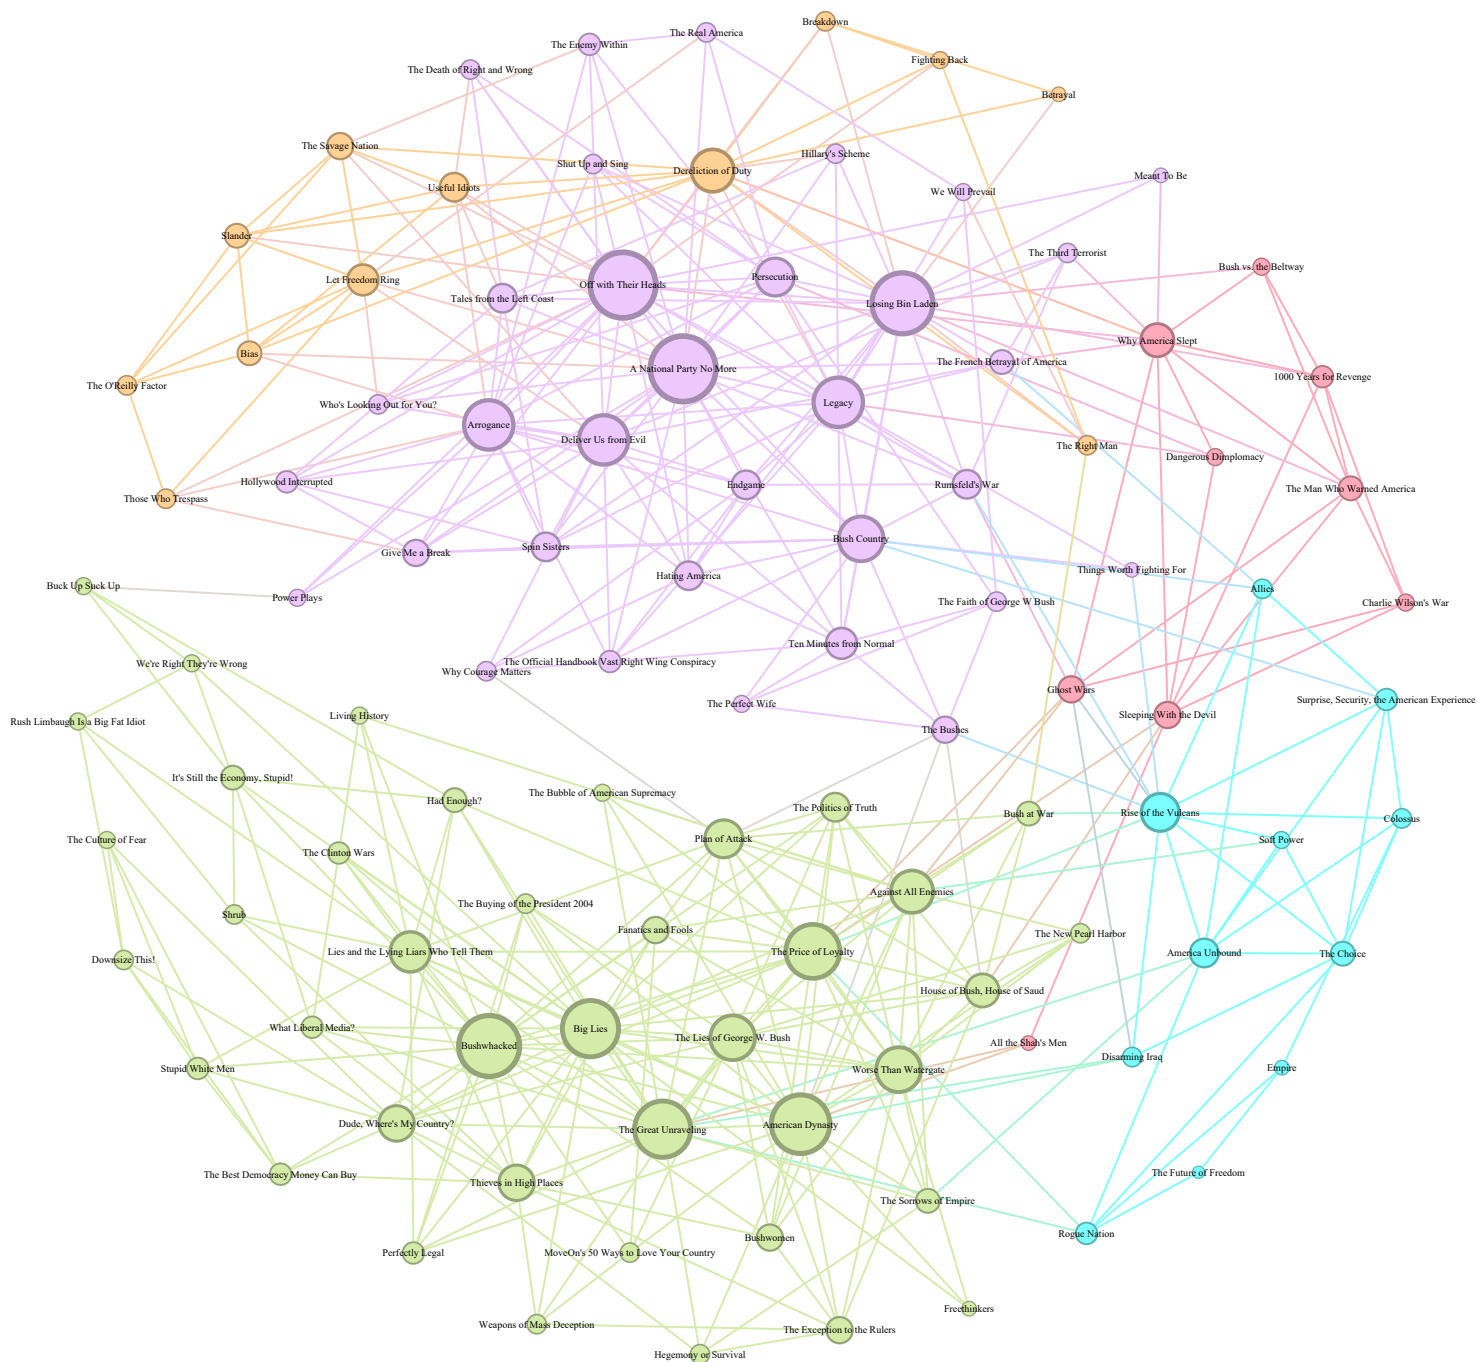 Breakdown
The Real America
The Enemy Within
Fighting Back
The Death of Right and Wrong
Betrayal
The Savage Nation
Hillary's Scheme
Shut Up and Sing
Dereliction of Duty
Meant To Be
Useful Idiots
We Will Prevail
Slander
The Third Terrorist
Bush vs. the Beltway
Let Freedom Ring
Off with Their Heads
Persecution
Tales from the Left Coast
Losing Bin Laden
Why America Slept
Bias
The French Betrayal of America
A National Party No More
1000 Years for Revenge
The O'Reilly Factor
Who's Looking Out for You?
Legacy
Arrogance
Deliver Us from Evil
The Right Man
Dangerous Dimplomacy
Hollywood Interrupted
Endgame
Rumsfeld's War
The Man Who Warned America
Those Who Trespass
Bush Country
Spin Sisters
Give Me a Break
Things Worth Fighting For
Hating America
Buck Up Suck Up
Allies
Power Plays
The Faith of George W Bush
Charlie Wilson's War
Ten Minutes from Normal
The Official Handbook Vast Right Wing Conspiracy
We're Right They're Wrong
Why Courage Matters
Ghost Wars
Surprise, Security, the American Experience
The Perfect Wife
Sleeping With the Devil
Living History
Rush Limbaugh Is a Big Fat Idiot
The Bushes
It's Still the Economy, Stupid!
The Bubble of American Supremacy
Had Enough?
The Politics of Truth
Bush at War
Rise of the Vulcans
Colossus
Plan of Attack
The Culture of Fear
Soft Power
The Clinton Wars
Against All Enemies
The Buying of the President 2004
Shrub
Fanatics and Fools
The New Pearl Harbor
Lies and the Lying Liars Who Tell Them
The Price of Loyalty
America Unbound
The Choice
Downsize This!
House of Bush, House of Saud
What Liberal Media?
Big Lies
The Lies of George W. Bush
Bushwhacked
All the Shah's Men
Disarming Iraq
Stupid White Men
Worse Than Watergate
Empire
Dude, Where's My Country?
The Great Unraveling
American Dynasty
The Best Democracy Money Can Buy
The Future of Freedom
Thieves in High Places
The Sorrows of Empire
Rogue Nation
Bushwomen
Perfectly Legal
MoveOn's 50 Ways to Love Your Country
Freethinkers
Weapons of Mass Deception
The Exception to the Rulers
Hegemony or Survival